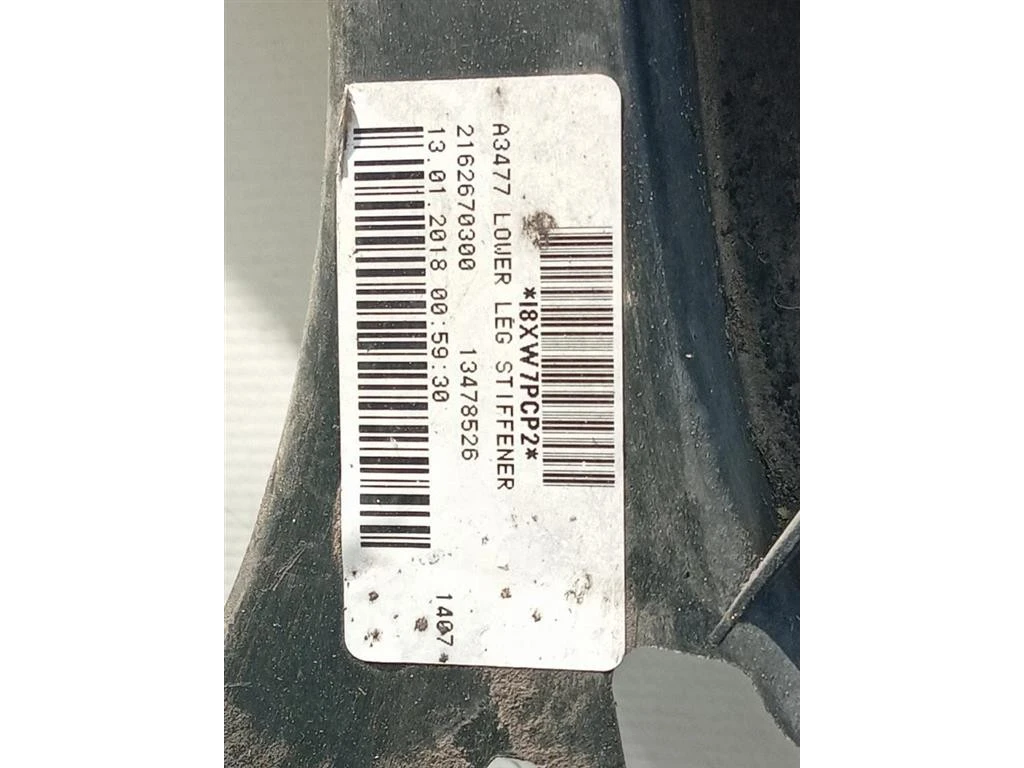 *I8XW7PCP2*
A3477 LOWER LEG STIFFENER
2162670300 13478526
13.01.2018 00:59:30 1407